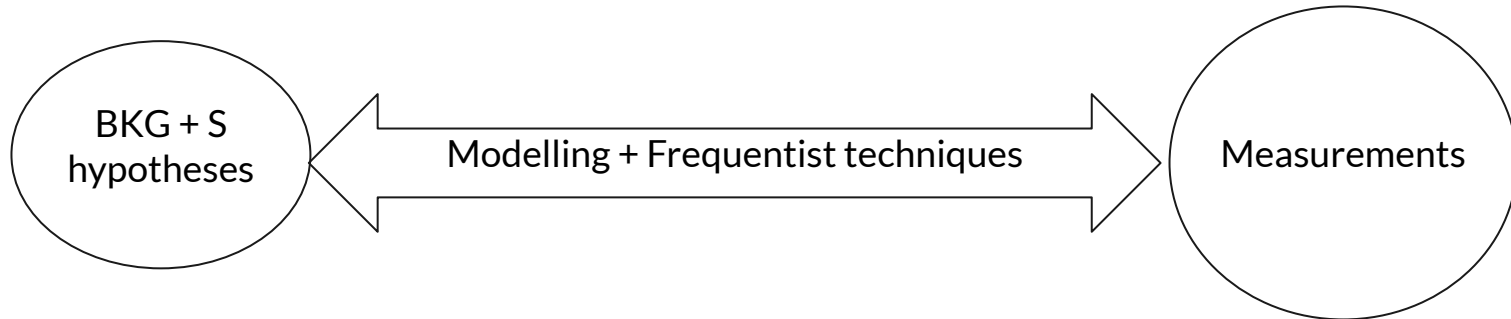 BKG + S
hypotheses
Modelling + Frequentist techniques
Measurements